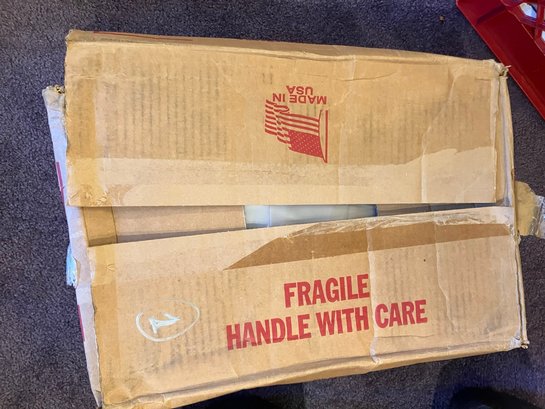 MADE IN
USA
FRAGILE
HANDLE WITH CARE